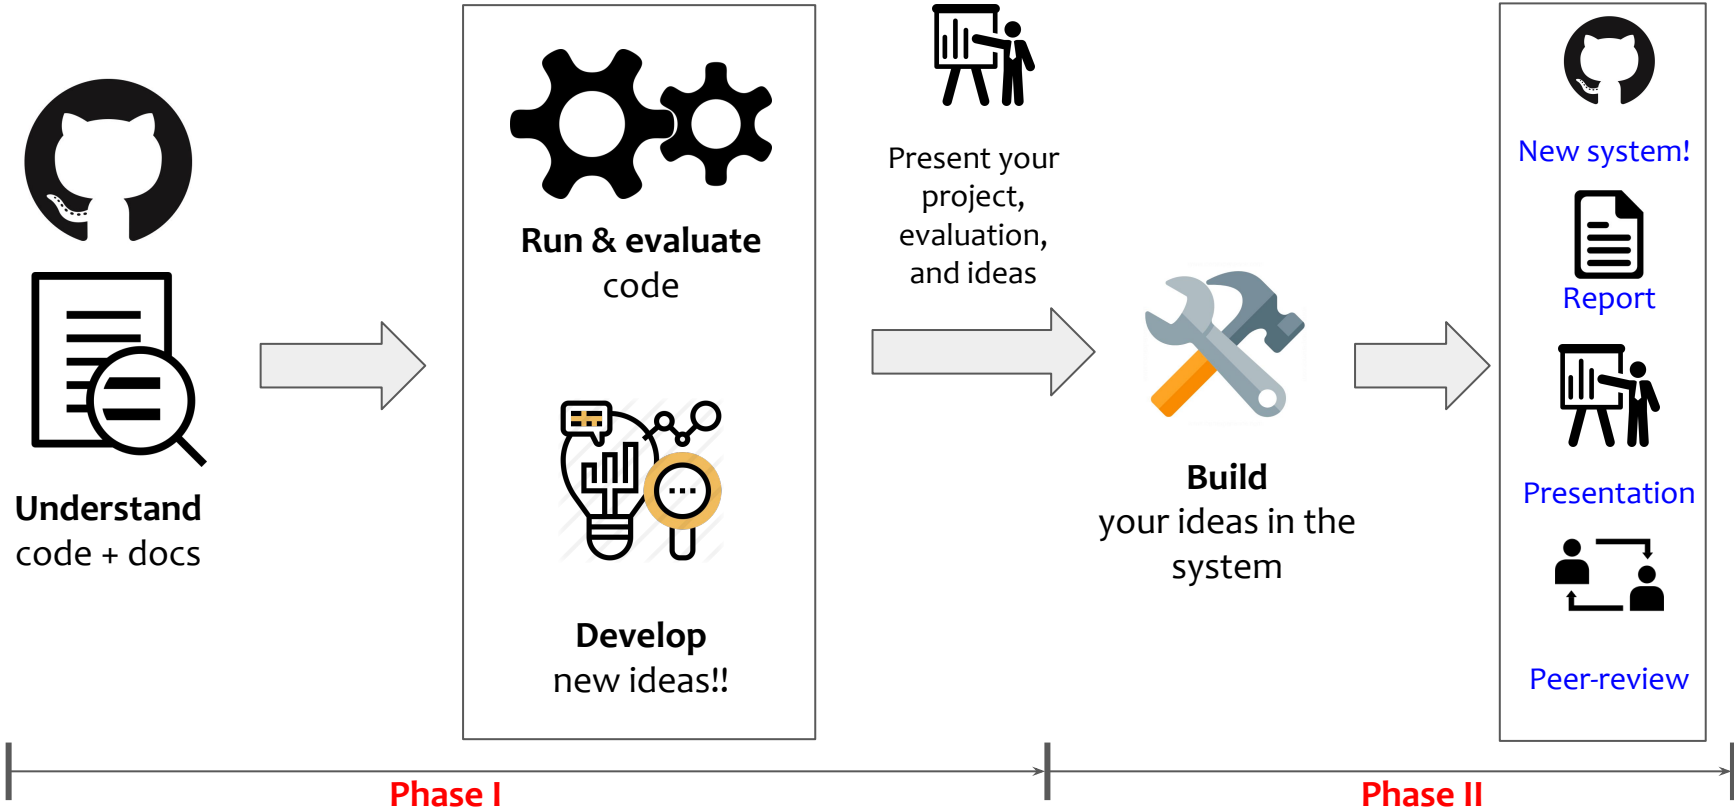 Understand
code + docs
Run & evaluate
code
Develop
new ideas!!
Present your
project,
evaluation,
and ideas
Build
your ideas in the
system
New system!
Report
Presentation
Peer-review
Phase I
Phase II